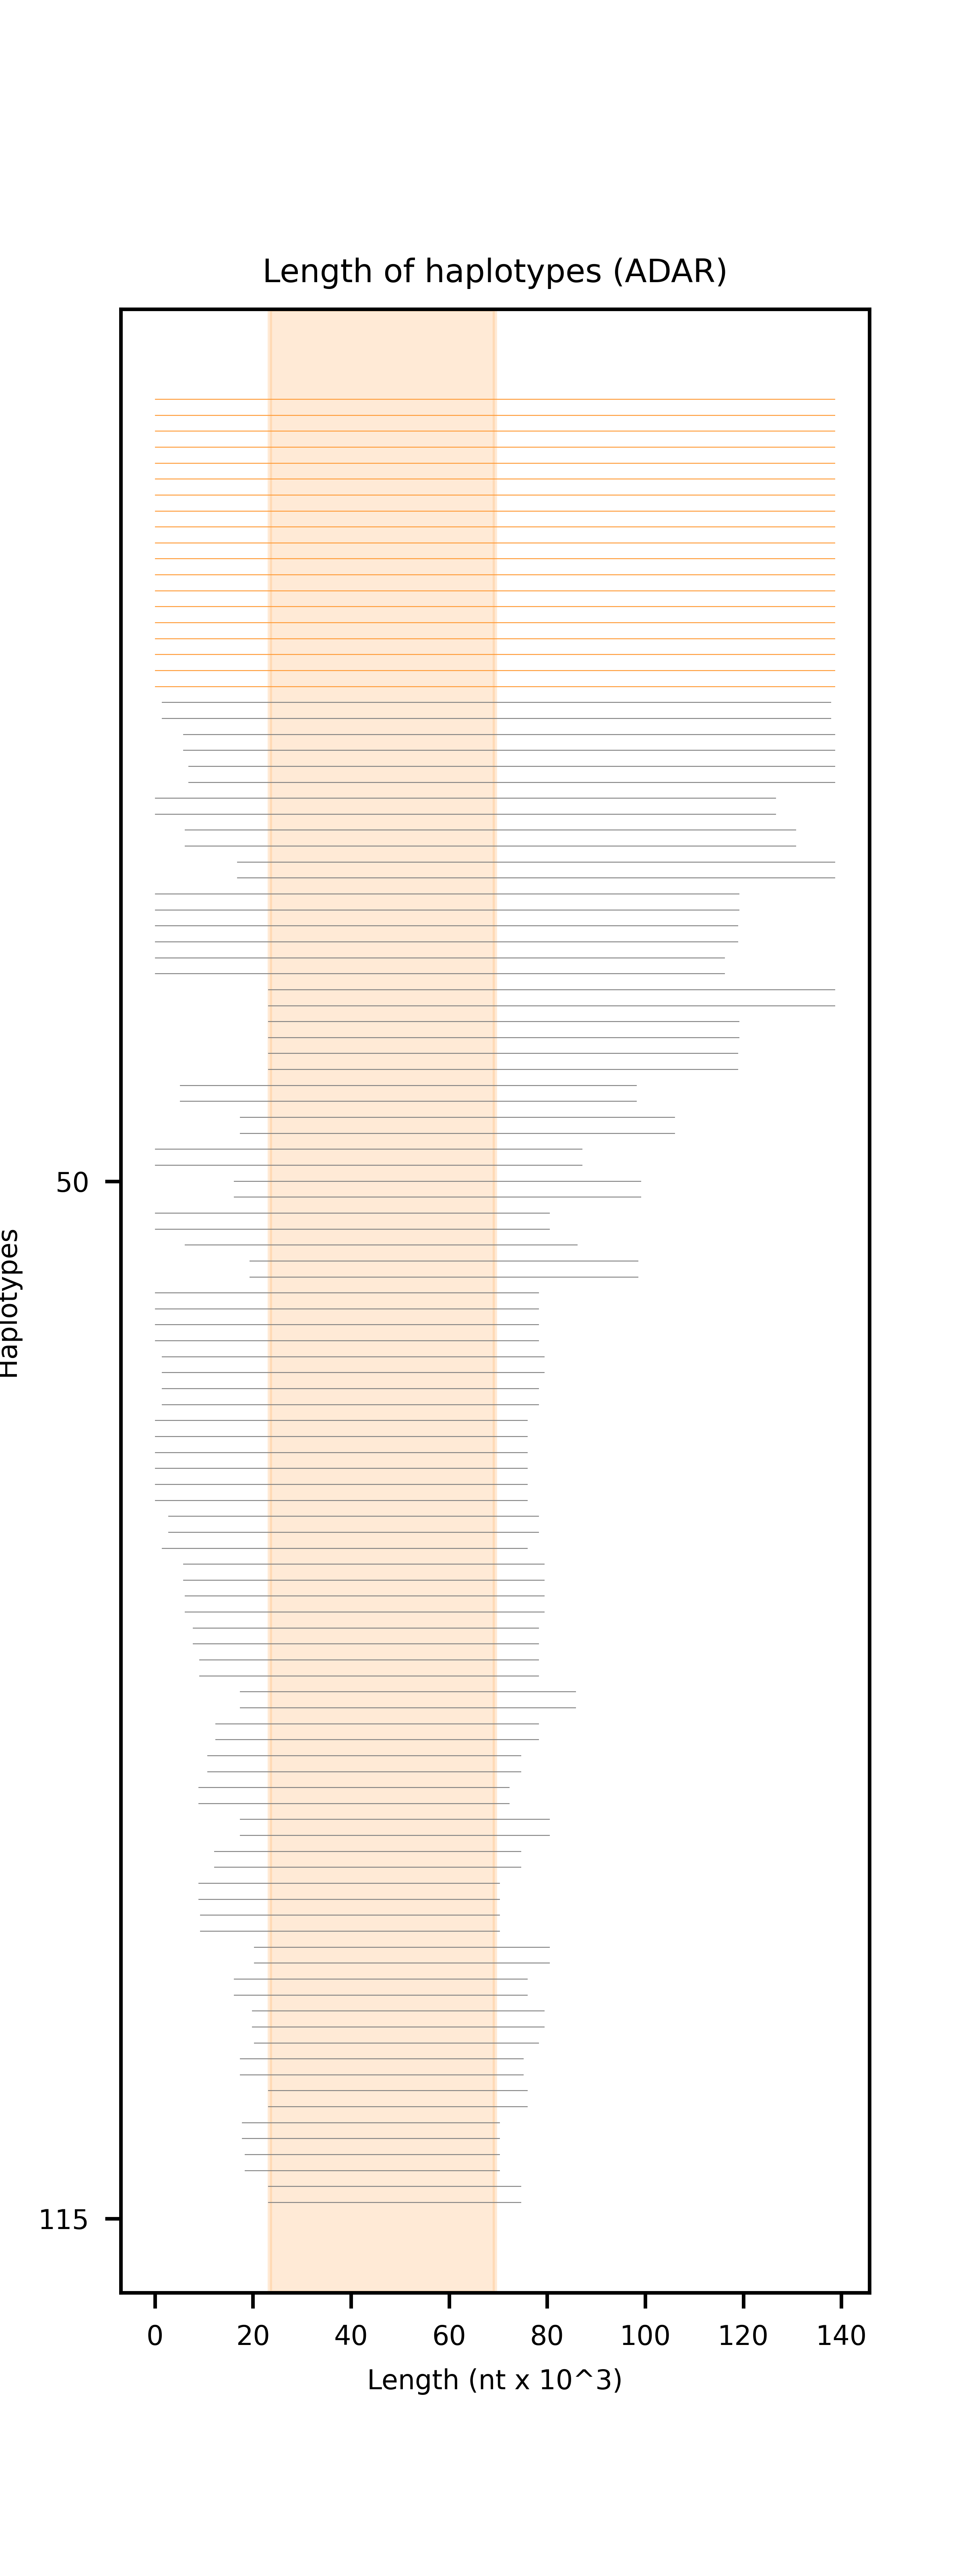 Length of haplotypes (ADAR)
Haplotypes
50
115
0 20 40 60 80 100 120 140
Length (nt x 10^3)